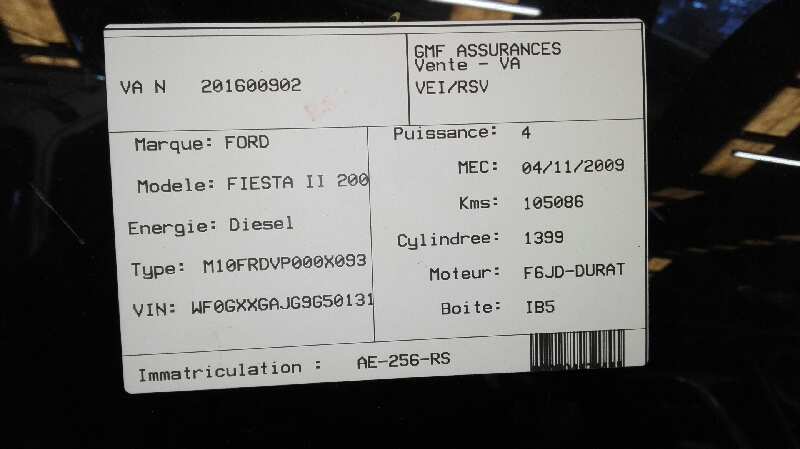 VA N 201600902
GMF ASSURANCES
Vente - VA
VEI/RSV
Marque: FORD
Modele: FIESTA II 200
Energie: Diesel
Type: M10FRDVP000X093
VIN: WF0GXXGAJG9G50131
Puissance: 4
MEC: 04/11/2009
Kms: 105086
Cylindree: 1399
Moteur: F6JD-DURAT
Boite: IB5
Immatriculation : AE-256-RS